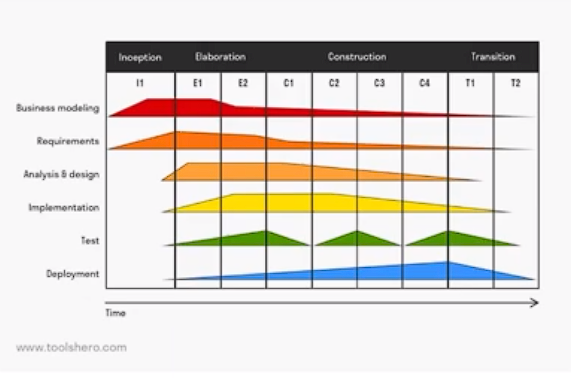 Inception Elaboration Construction Transition
I1 E1 E2 C1 C2 C3 C4 T1 T2
Business modeling
Requirements
Analysis & design
Implementation
Test
Deployment
Time
www.toolshero.com